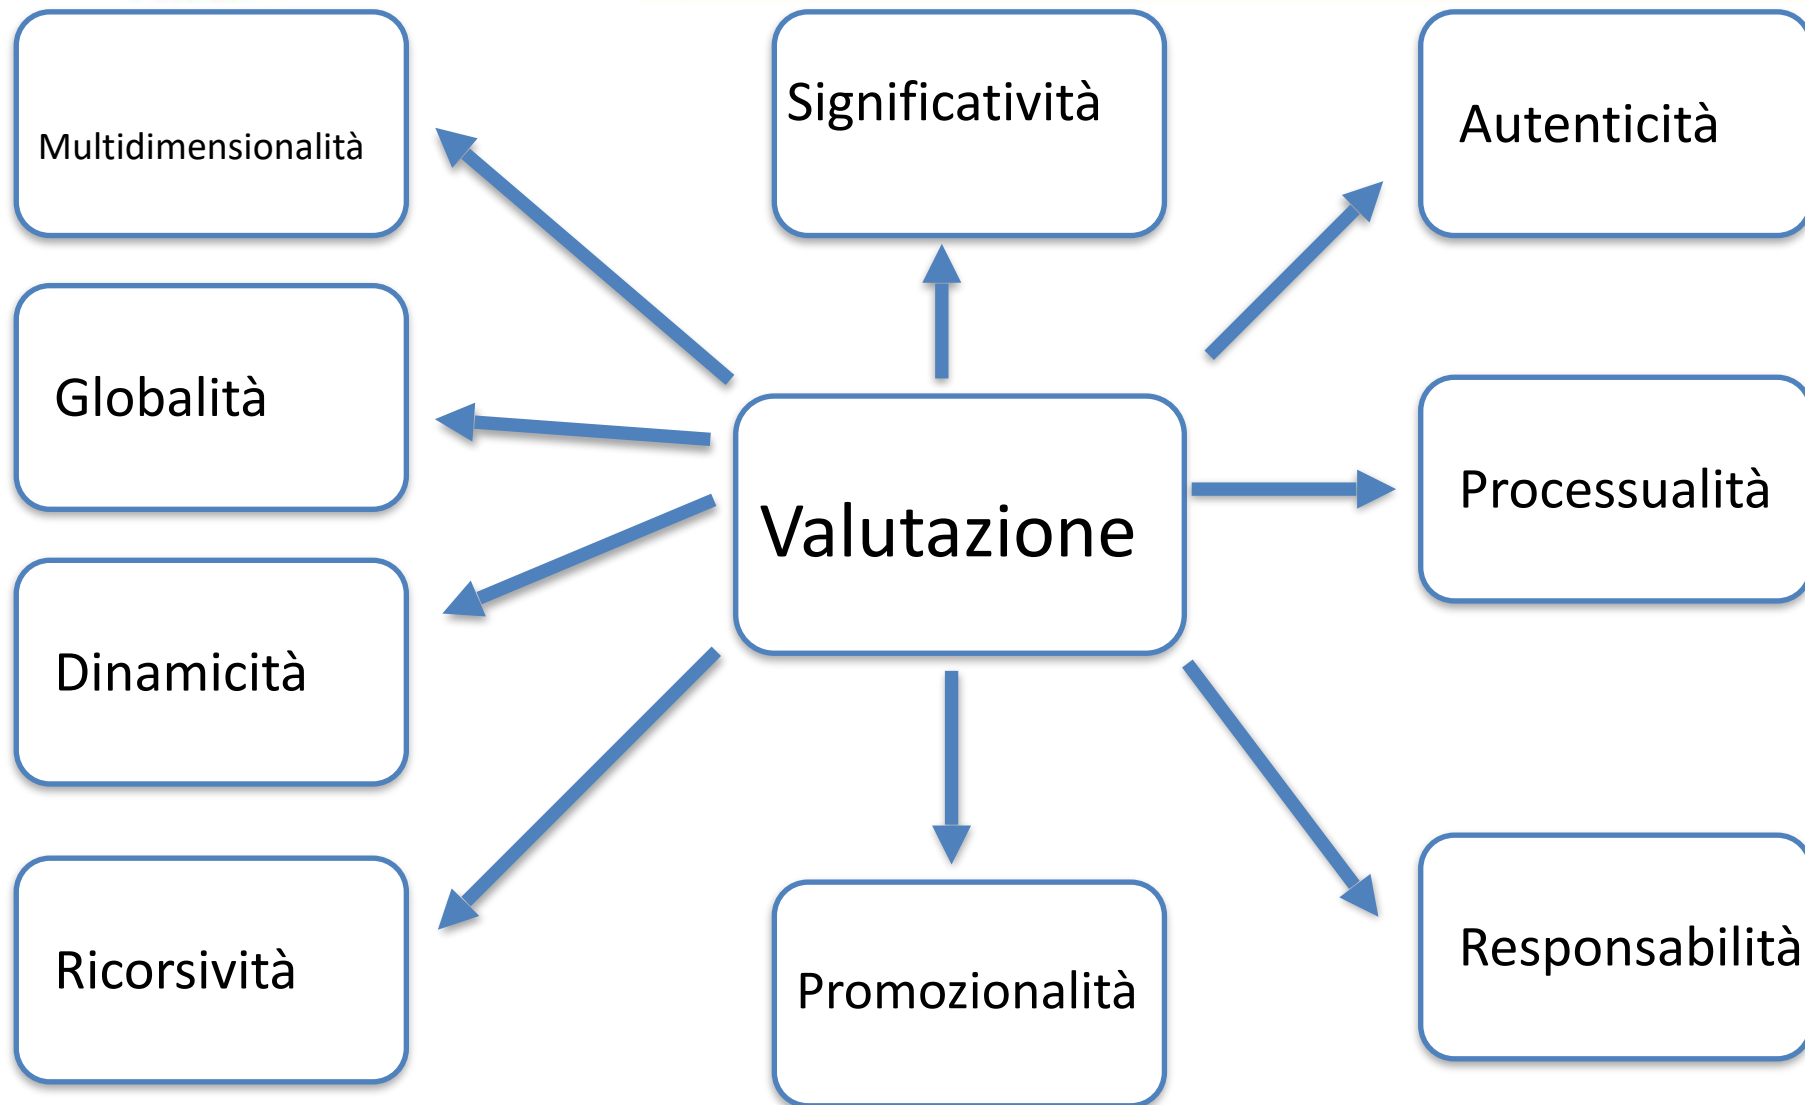 Multidimensionalità
Significatività
Autenticità
Globalità
Valutazione
Processualità
Dinamicità
Ricorsività
Promozionalità
Responsabilità